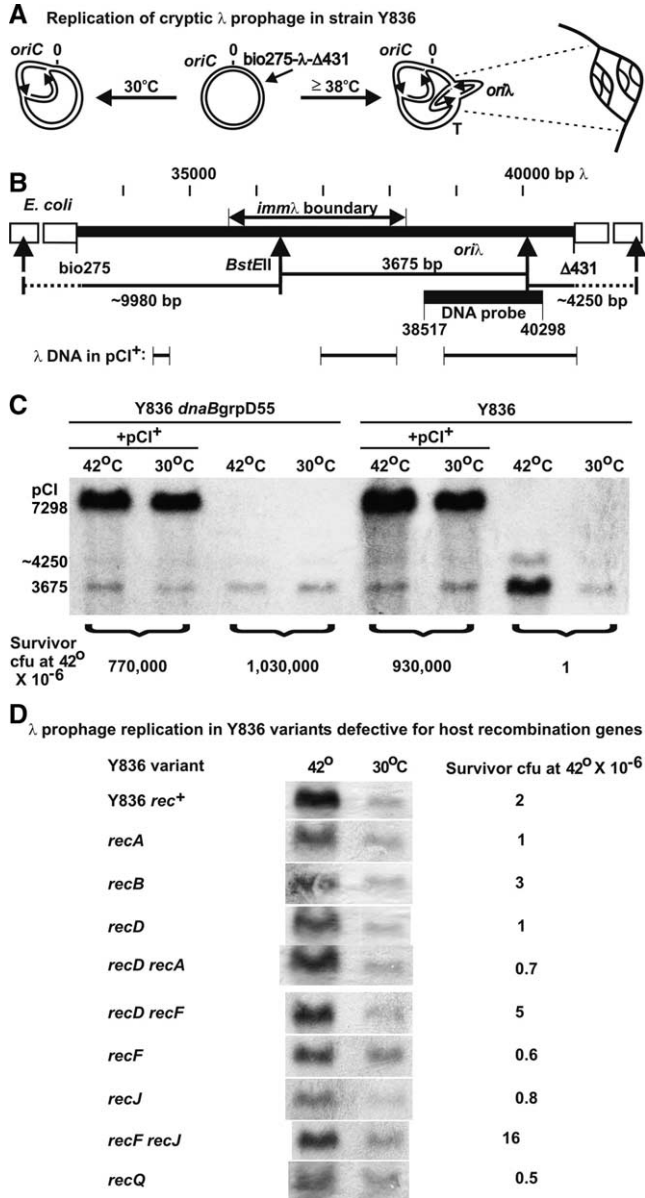 A Replication of cryptic λ prophage in strain Y836
oriC 0
oriC 0 bio275-λ-Δ431
oriC 0
30°C
≥ 38°C
oriλ
T
B
35000 40000 bp λ
E. coli
immλ boundary
bio275 BstEII oriλ Δ431
3675 bp
~9980 bp ~4250 bp
DNA probe
38517 40298
λ DNA in pCI+:
C
Y836 dnaBgrpD55 Y836
+pCI+ +pCI+
42°C 30°C 42°C 30°C 42°C 30°C 42°C 30°C
pCI
7298
~4250
3675
Survivor
cfu at 42°
X 10-6
770,000 1,030,000 930,000 1
D λ prophage replication in Y836 variants defective for host recombination genes
Y836 variant 42° 30°C Survivor cfu at 42° X 10-6
Y836 rec+ 2
recA 1
recB 3
recD 1
recD recA 0.7
recD recF 5
recF 0.6
recJ 0.8
recF recJ 16
recQ 0.5